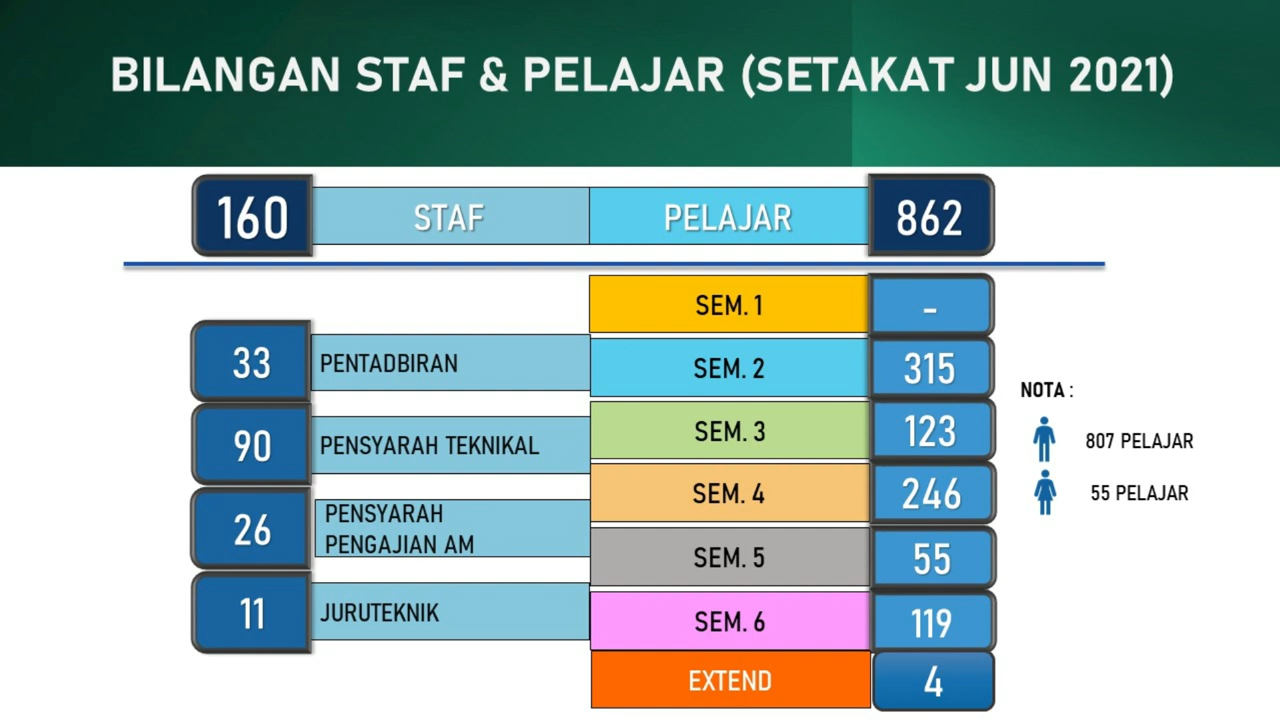 BILANGAN STAF & PELAJAR (SETAKAT JUN 2021)
160 STAF PELAJAR 862
SEM. 1 -
33 PENTADBIRAN
SEM. 2 315
90 PENSYARAH TEKNIKAL
SEM. 3 123
26 PENSYARAH
PENGAJIAN AM
SEM. 4 246
11 JURUTEKNIK
SEM. 5 55
SEM. 6 119
EXTEND 4
NOTA :
807 PELAJAR
55 PELAJAR